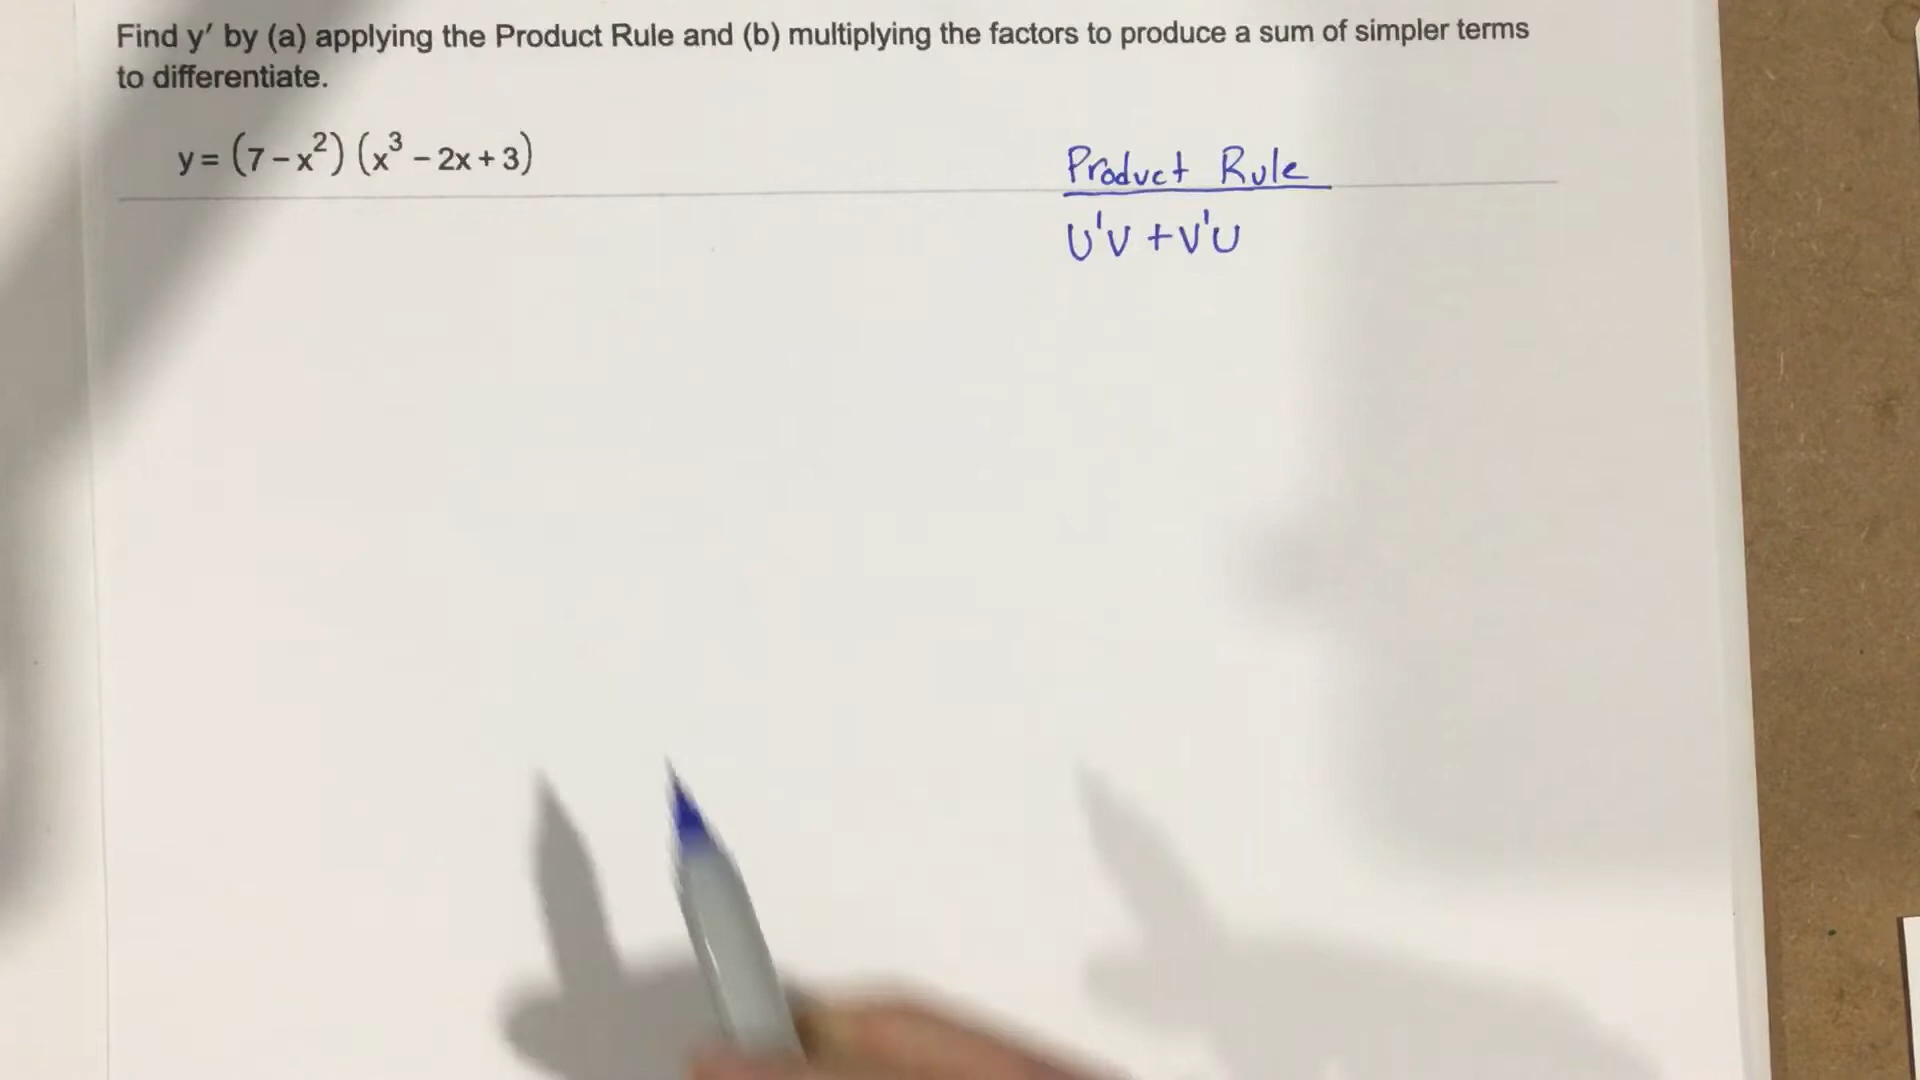 Find y′ by (a) applying the Product Rule and (b) multiplying the factors to produce a sum of simpler terms
to differentiate.
y = (7 − x²) (x³ − 2x + 3)
Product Rule
U'V + V'U